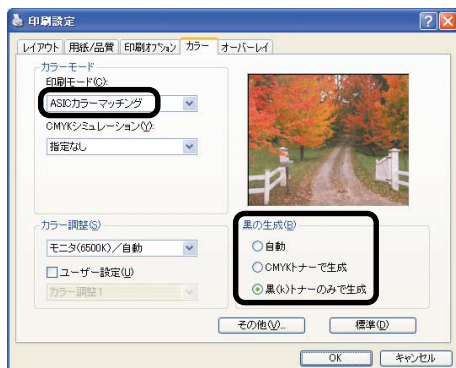 印刷設定
レイアウト 用紙/品質 印刷オプション カラー オーバーレイ
カラーモード
印刷モード(C):
ASICカラーマッチング
CMYKシミュレーション(Y):
指定なし
カラー調整(S)
モニタ(6500K)/自動
ユーザー設定(U)
カラー調整1
黒の生成(B)
自動
CMYKトナーで生成
黒(k)トナーのみで生成
その他(V)... 標準(D)
OK キャンセル